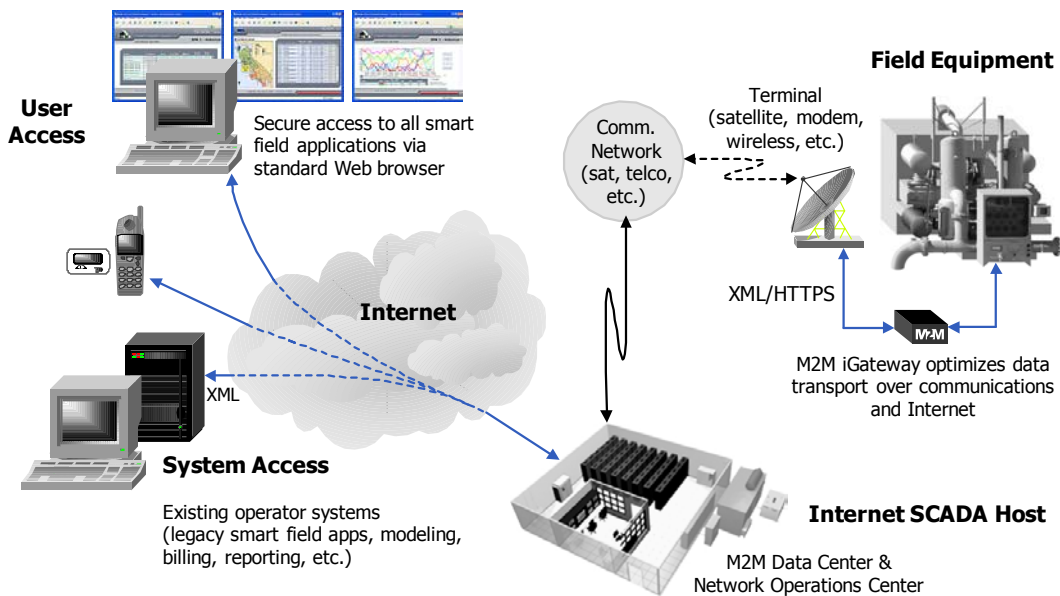 User
Access
Secure access to all smart
field applications via
standard Web browser
Comm.
Network
(sat, telco,
etc.)
Terminal
(satellite, modem,
wireless, etc.)
Field Equipment
XML/HTTPS
M2M
M2M iGateway optimizes data
transport over communications
and Internet
Internet
XML
System Access
Existing operator systems
(legacy smart field apps, modeling,
billing, reporting, etc.)
Internet SCADA Host
M2M Data Center &
Network Operations Center